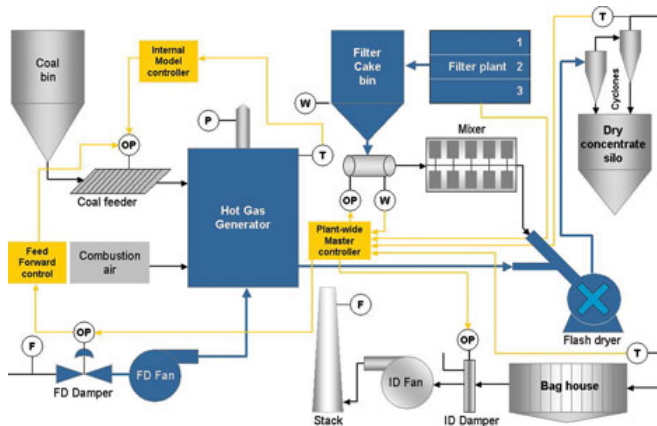 Coal
bin
Internal
Model
controller
W
P
OP
T
Coal feeder
Hot Gas
Generator
Feed
Forward
control
Combustion
air
F
OP
FD Damper
FD Fan
Filter
Cake
bin
1
Filter plant 2
3
Mixer
OP
W
Plant-wide
Master
controller
F
Stack
ID Fan
OP
ID Damper
Bag house
T
Flash dryer
T
Cyclones
Dry
concentrate
silo